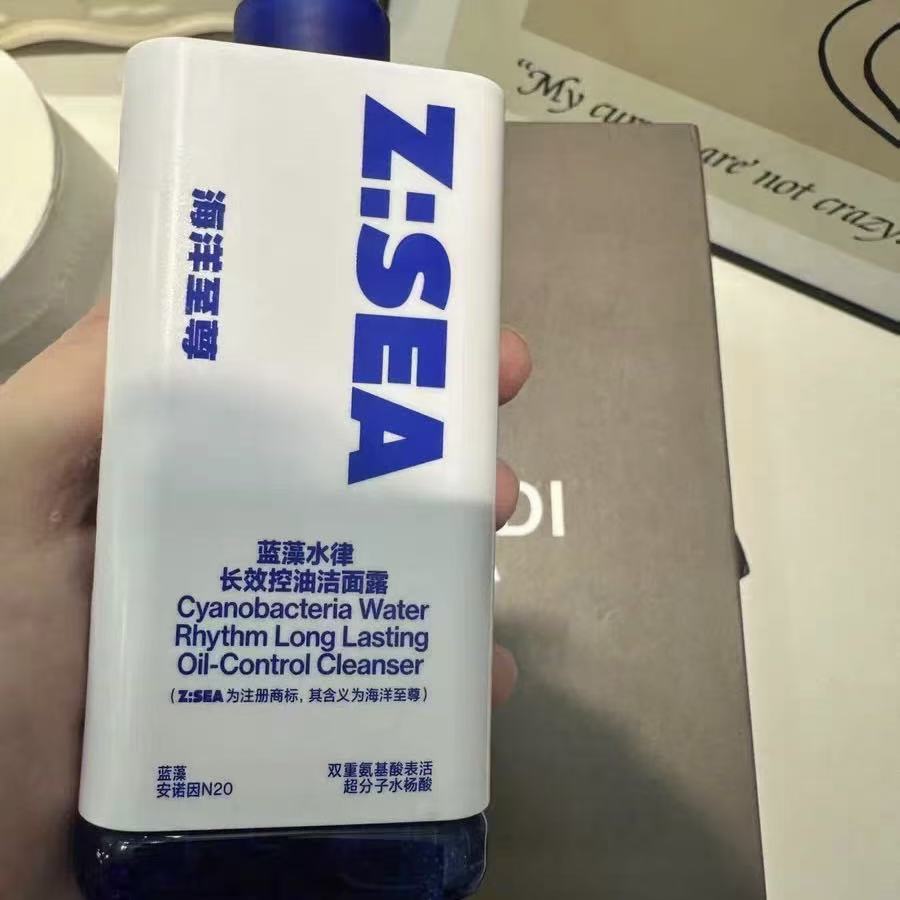 Z:SEA
海洋至尊
蓝藻水律
长效控油洁面露
Cyanobacteria Water
Rhythm Long Lasting
Oil-Control Cleanser
(Z:SEA为注册商标,其含义为海洋至尊)
蓝藻
安诺因N20
双重氨基酸表活
超分子水杨酸
"My
are' not crazy.
DI